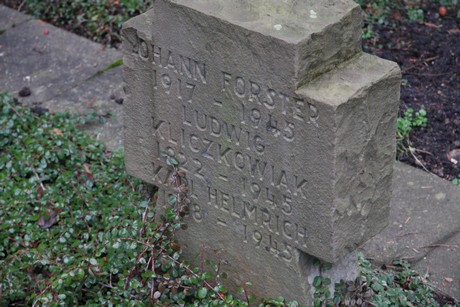 JOHANN FORSTER
1917 - 1945
LUDWIG
KLICZKOWIAK
1922 - 1945
KARL HELMRICH
- 1945